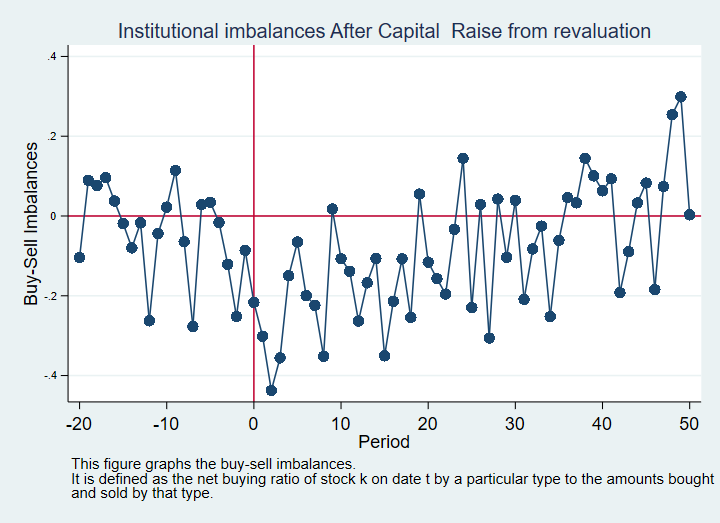 Institutional imbalances After Capital  Raise from revaluation
Buy-Sell Imbalances
.4
.2
0
-.2
-.4
-20 -10 0 10 20 30 40 50
Period
This figure graphs the buy-sell imbalances.
It is defined as the net buying ratio of stock k on date t by a particular type to the amounts bought
and sold by that type.